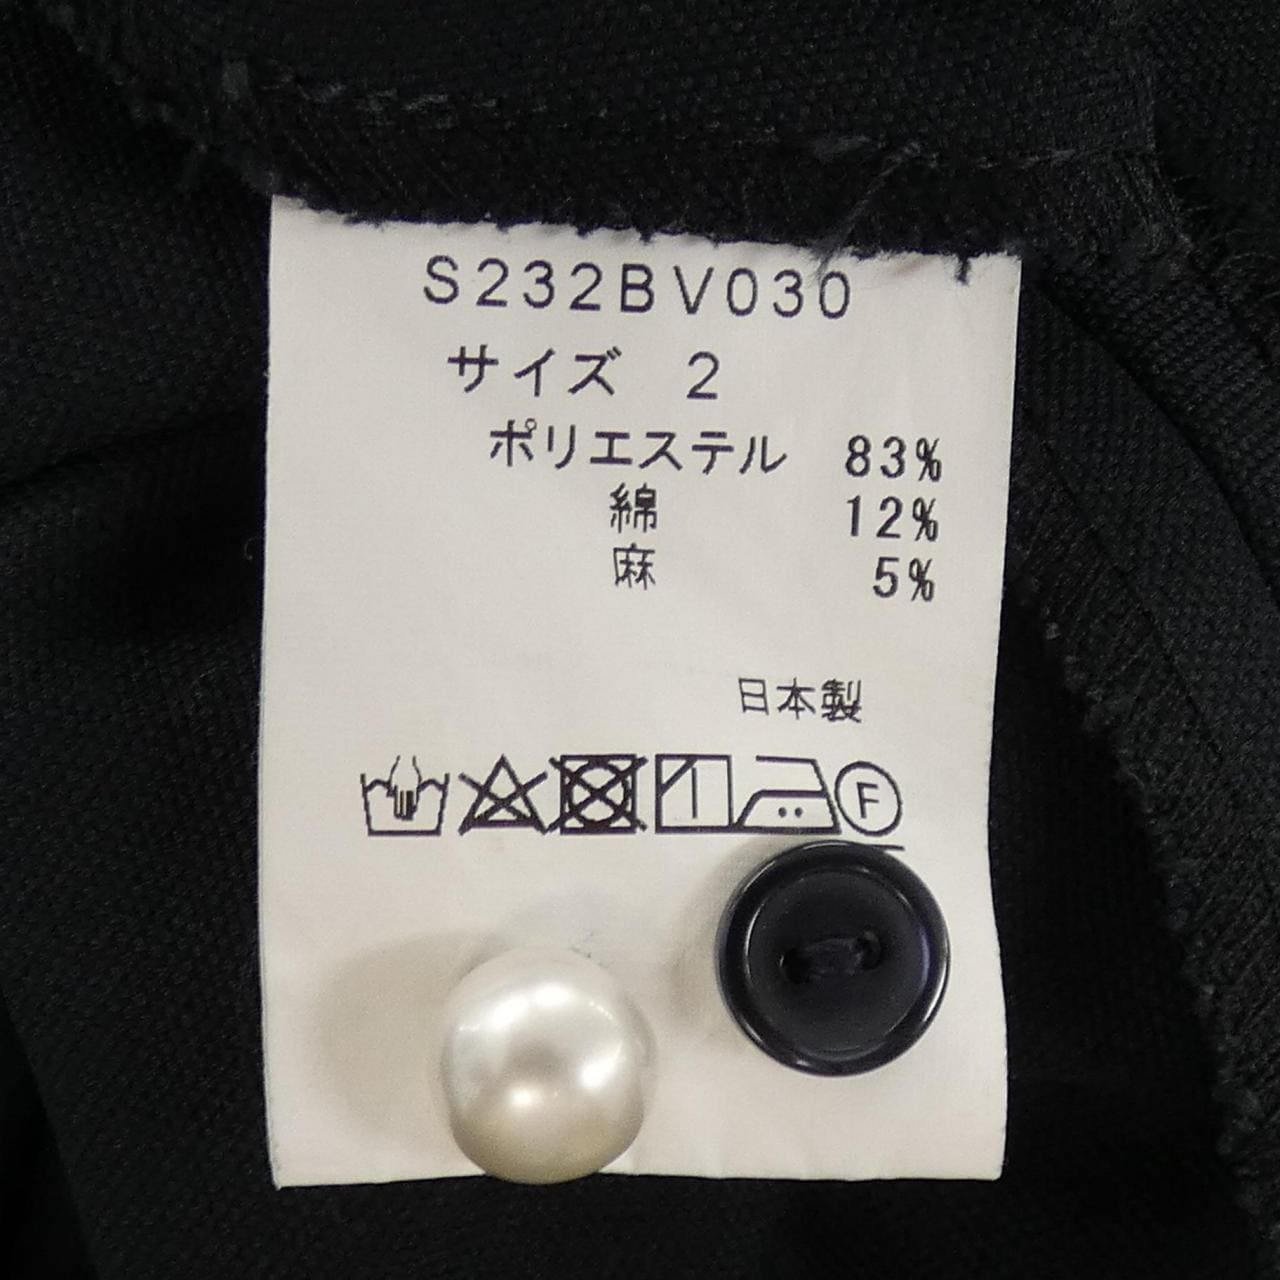 S232BV030
サイズ 2
ポリエステル 83%
綿 12%
麻 5%
日本製
F